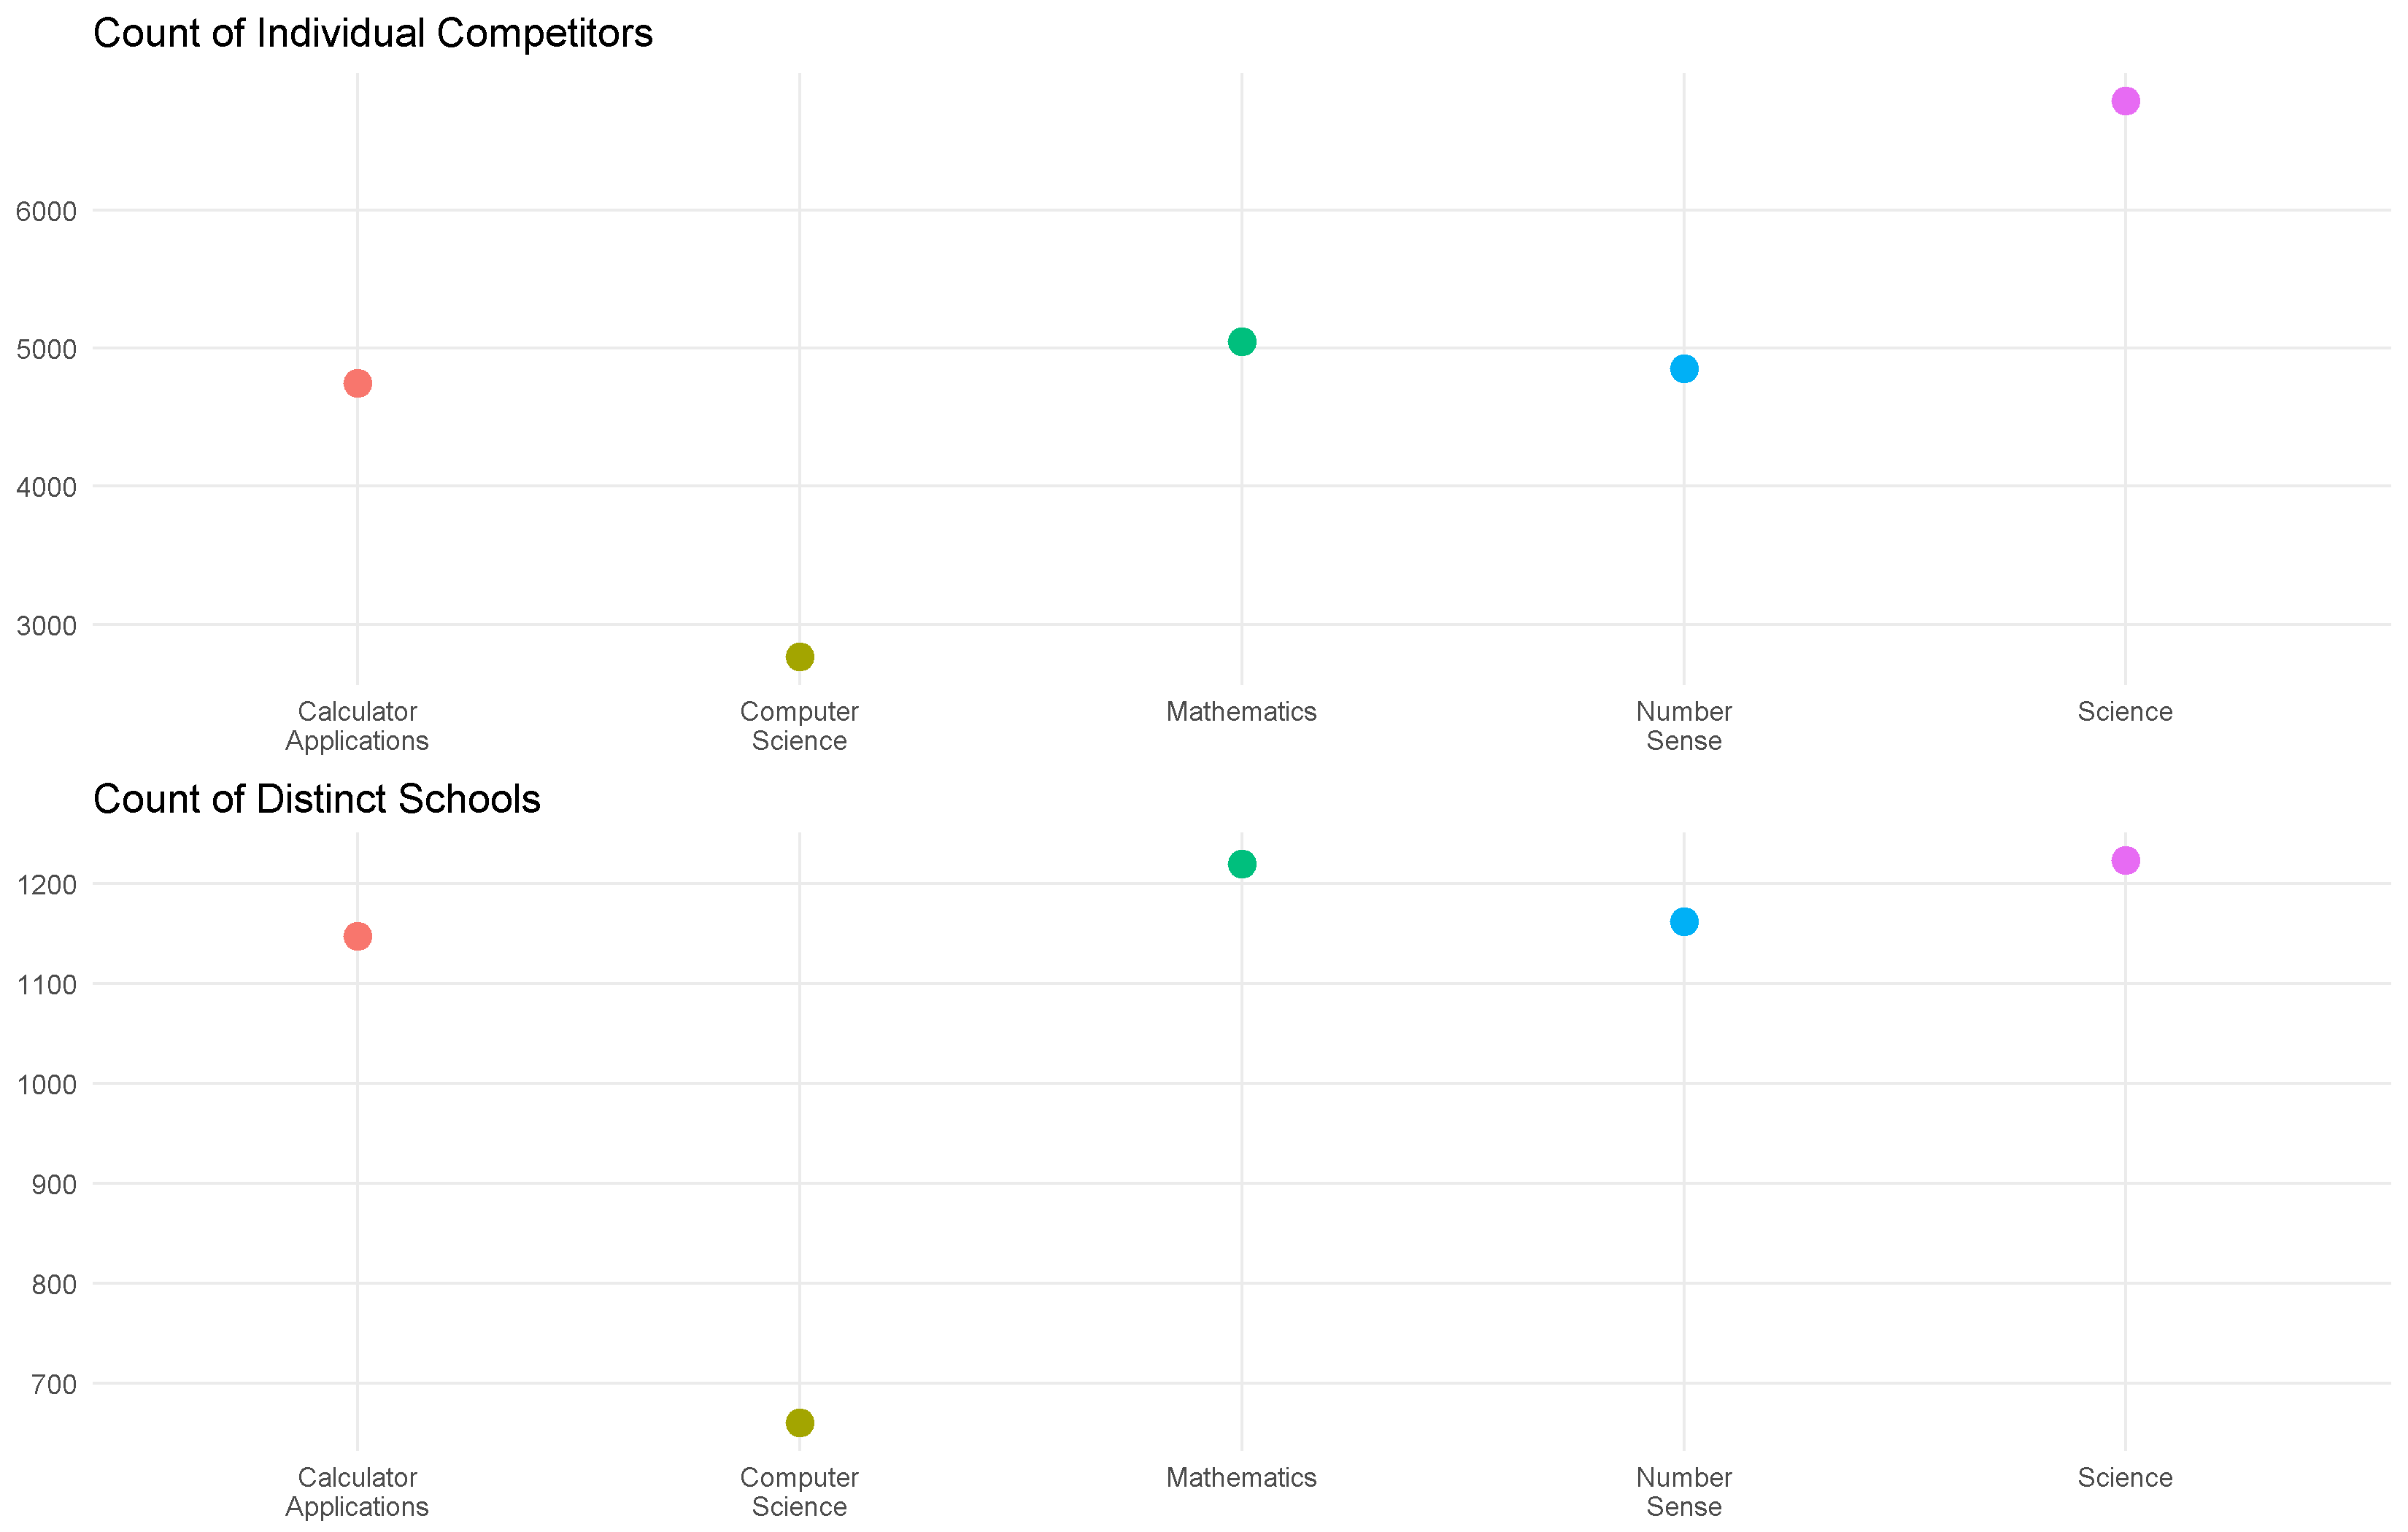 Count of Individual Competitors
6000
5000
4000
3000
Calculator
Applications
Computer
Science
Mathematics
Number
Sense
Science
Count of Distinct Schools
1200
1100
1000
900
800
700
Calculator
Applications
Computer
Science
Mathematics
Number
Sense
Science